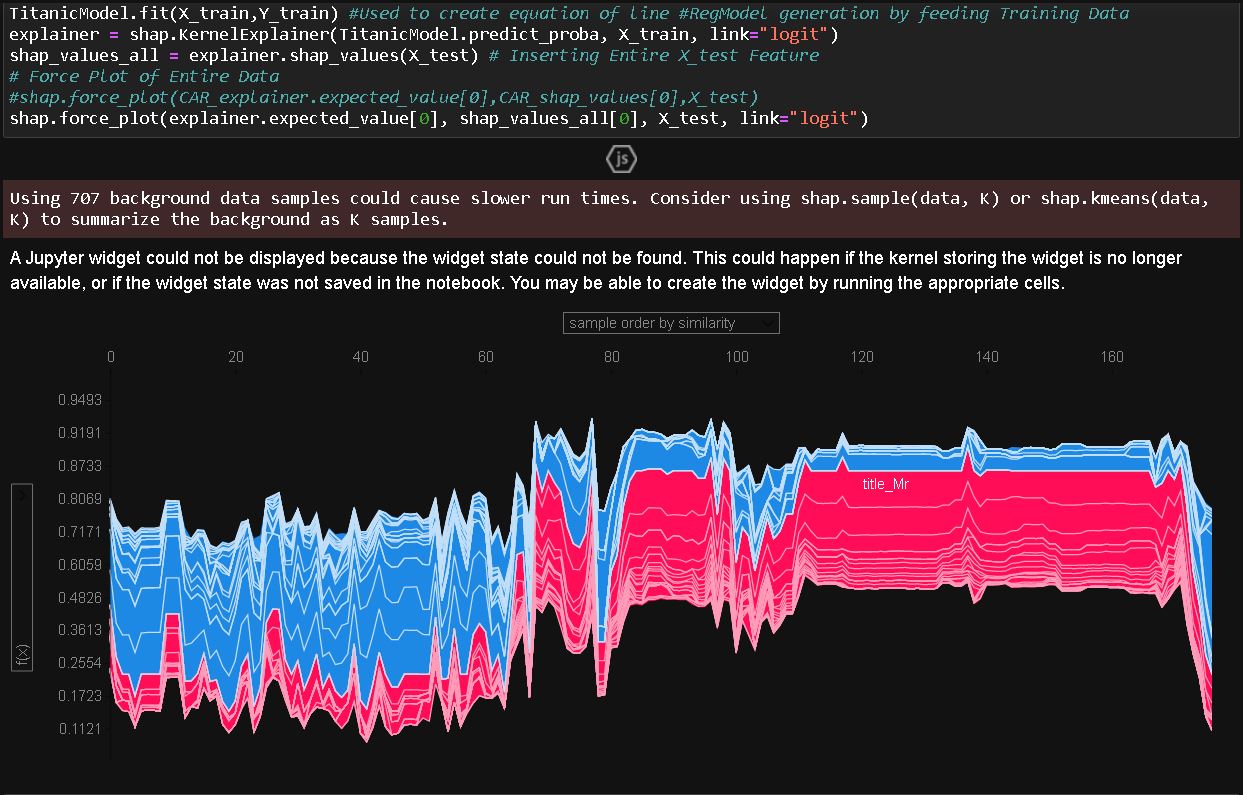 TitanicModel.fit(X_train,Y_train) #Used to create equation of line #RegModel generation by feeding Training Data
explainer = shap.KernelExplainer(TitanicModel.predict_proba, X_train, link="logit")
shap_values_all = explainer.shap_values(X_test) # Inserting Entire X_test Feature
# Force Plot of Entire Data
#shap.force_plot(CAR_explainer.expected_value[0],CAR_shap_values[0],X_test)
shap.force_plot(explainer.expected_value[0], shap_values_all[0], X_test, link="logit")
js
Using 707 background data samples could cause slower run times. Consider using shap.sample(data, K) or shap.kmeans(data,
K) to summarize the background as K samples.
A Jupyter widget could not be displayed because the widget state could not be found. This could happen if the kernel storing the widget is no longer
available, or if the widget state was not saved in the notebook. You may be able to create the widget by running the appropriate cells.
sample order by similarity
0 20 40 60 80 100 120 140 160
0.9493
0.9191
0.8733
0.8069
title_Mr
0.7171
0.6059
0.4826
0.3613
0.2554
0.1723
0.1121
f(x)